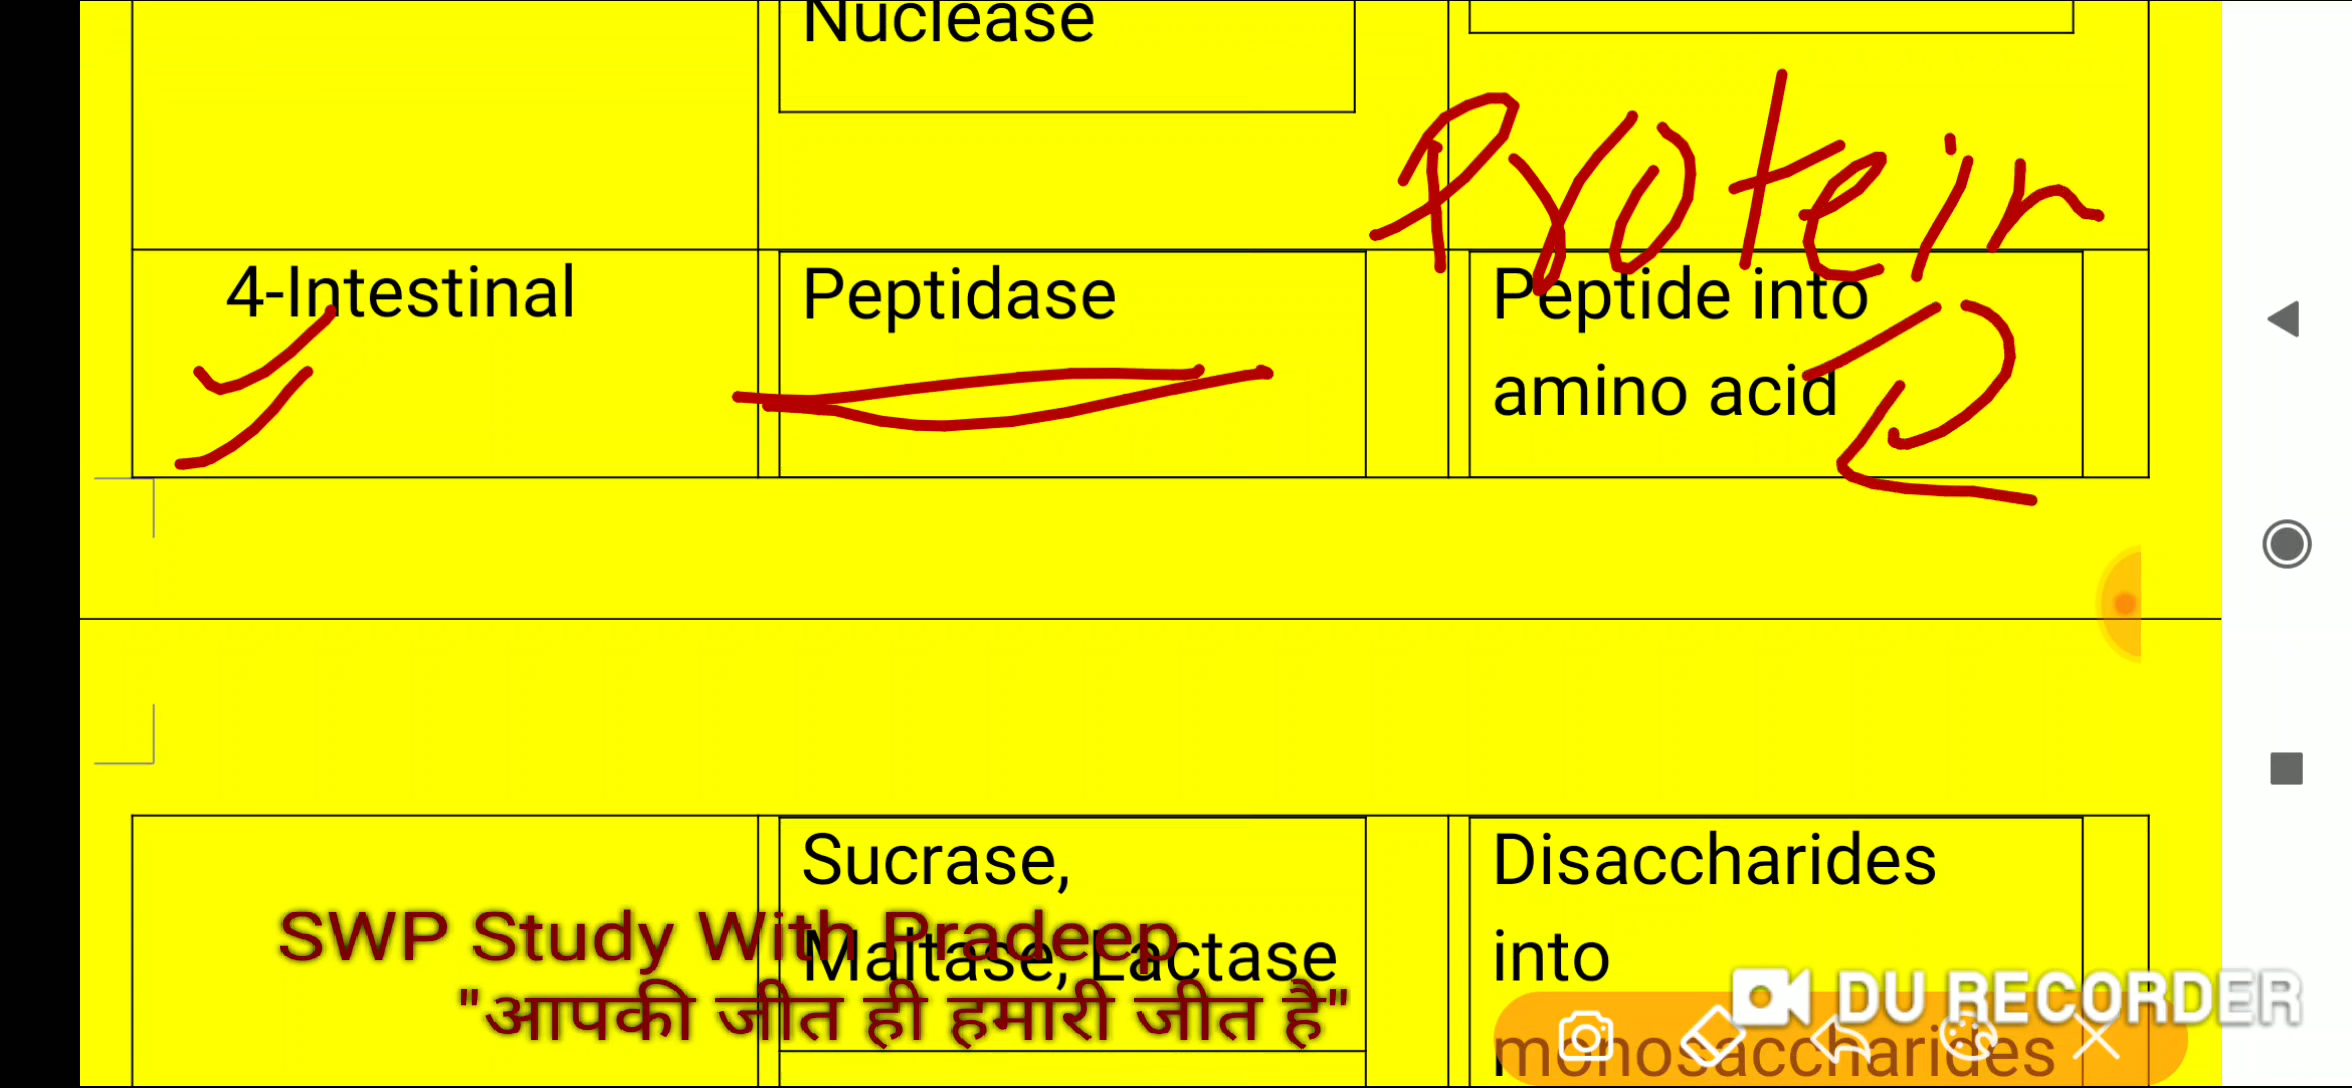 Nuclease
Protein
4-Intestinal
Peptidase
Peptide into
amino acid
Sucrase,
Maltase, Lactase
Disaccharides
into
monosaccharides
SWP Study With Pradeep
"आपकी जीत ही हमारी जीत है"
DU RECORDER